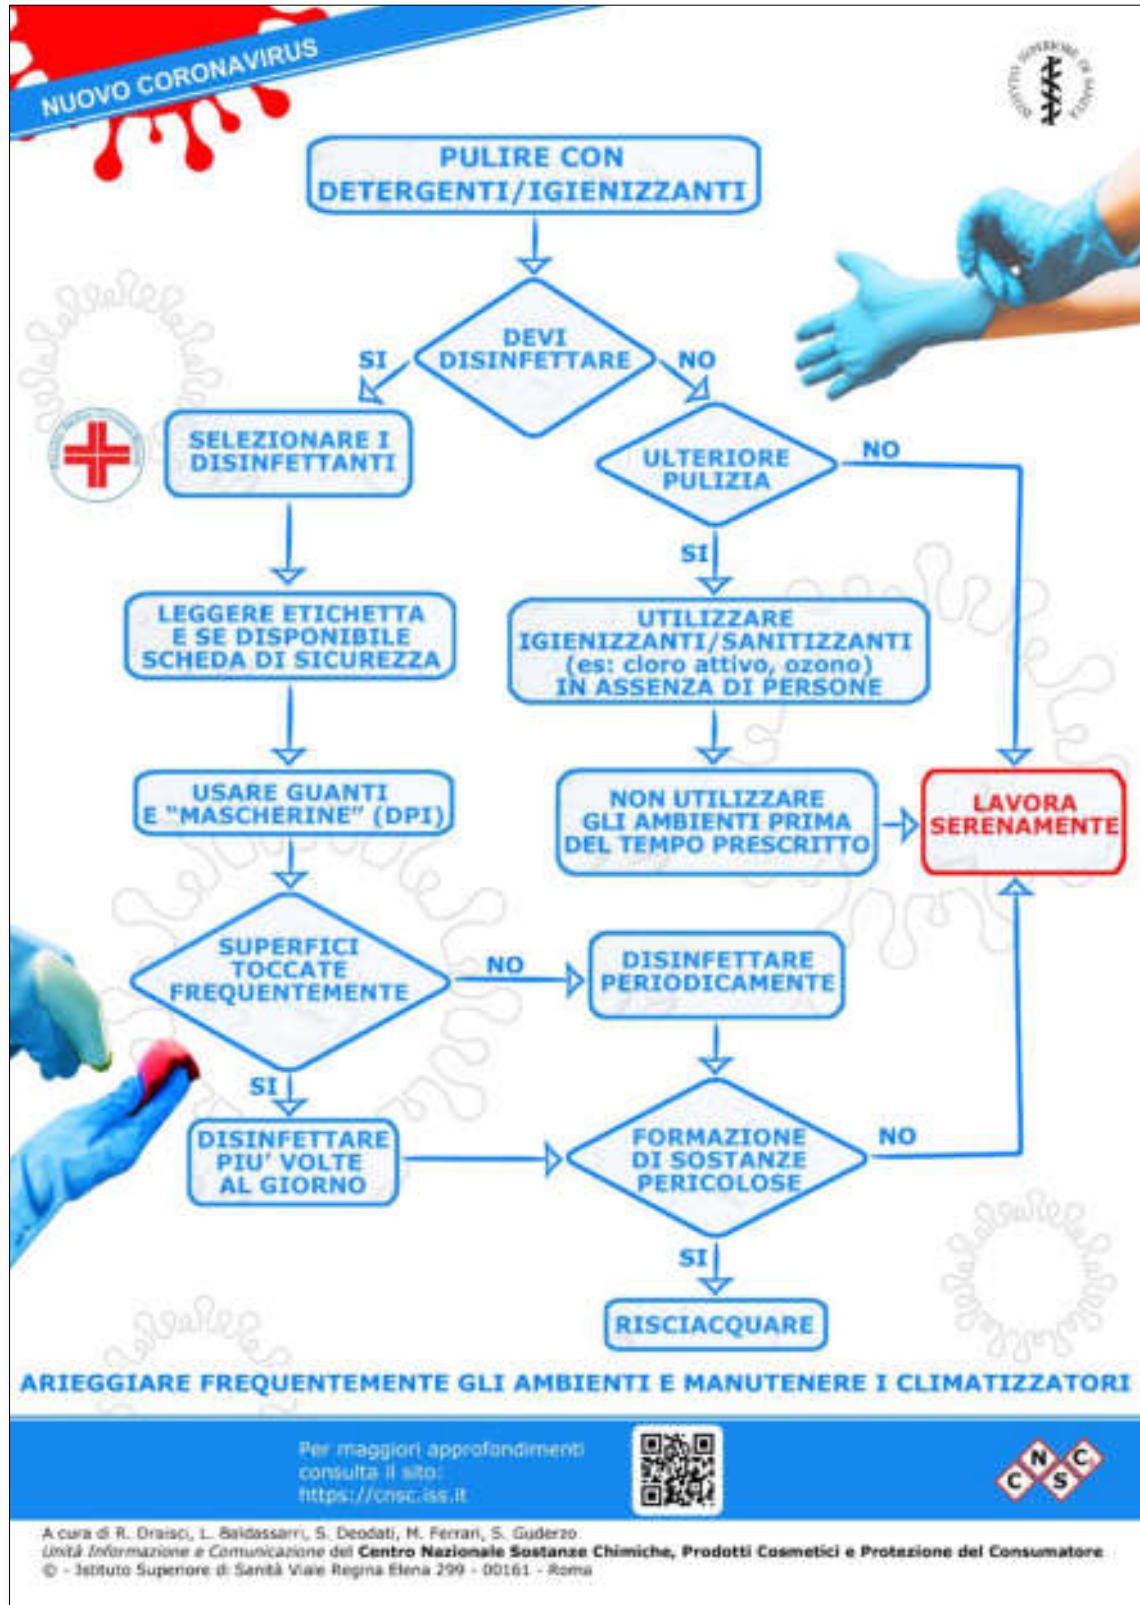 NUOVO CORONAVIRUS
ISTITUTO SUPERIORE DI SANITÀ
PULIRE CON
DETERGENTI/IGIENIZZANTI
DEVI
DISINFETTARE
SI
NO
SELEZIONARE I
DISINFETTANTI
ULTERIORE
PULIZIA
NO
SI
LEGGERE ETICHETTA
E SE DISPONIBILE
SCHEDA DI SICUREZZA
UTILIZZARE
IGIENIZZANTI/SANITIZZANTI
(es: cloro attivo, ozono)
IN ASSENZA DI PERSONE
USARE GUANTI
E "MASCHERINE" (DPI)
NON UTILIZZARE
GLI AMBIENTI PRIMA
DEL TEMPO PRESCRITTO
LAVORA
SERENAMENTE
SUPERFICI
TOCCATE
FREQUENTEMENTE
NO
DISINFETTARE
PERIODICAMENTE
SI
DISINFETTARE
PIU' VOLTE
AL GIORNO
FORMAZIONE
DI SOSTANZE
PERICOLOSE
NO
SI
RISCIACQUARE
ARIEGGIARE FREQUENTEMENTE GLI AMBIENTI E MANUTENERE I CLIMATIZZATORI
Per maggiori approfondimenti
consulta il sito:
https://cnsc.iss.it
C N S C
A cura di R. Draisci, L. Baldassarri, S. Deodati, M. Ferrari, S. Guderzo
Unità Informazione e Comunicazione del Centro Nazionale Sostanze Chimiche, Prodotti Cosmetici e Protezione del Consumatore
© - Istituto Superiore di Sanità Viale Regina Elena 299 - 00161 - Roma